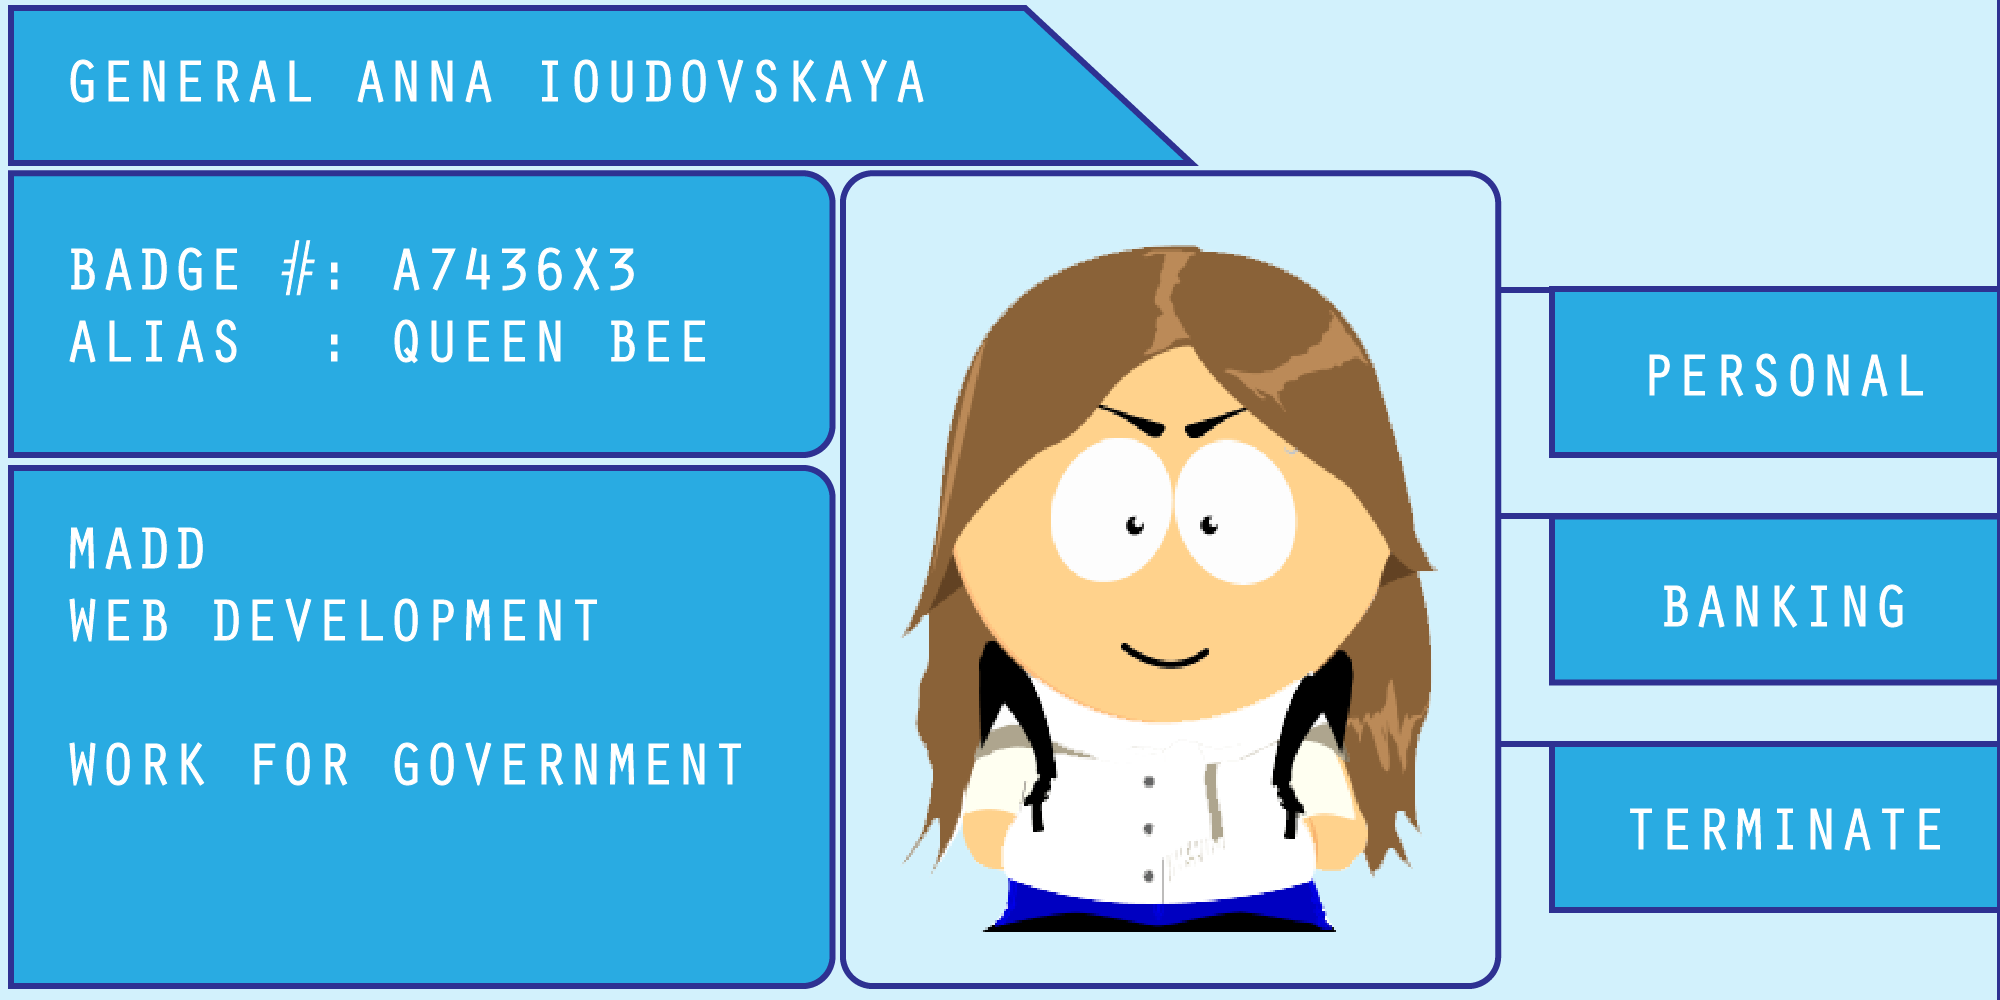 GENERAL ANNA IOUDOVSKAYA
BADGE #: A7436X3
ALIAS : QUEEN BEE
MADD
WEB DEVELOPMENT
WORK FOR GOVERNMENT
PERSONAL
BANKING
TERMINATE